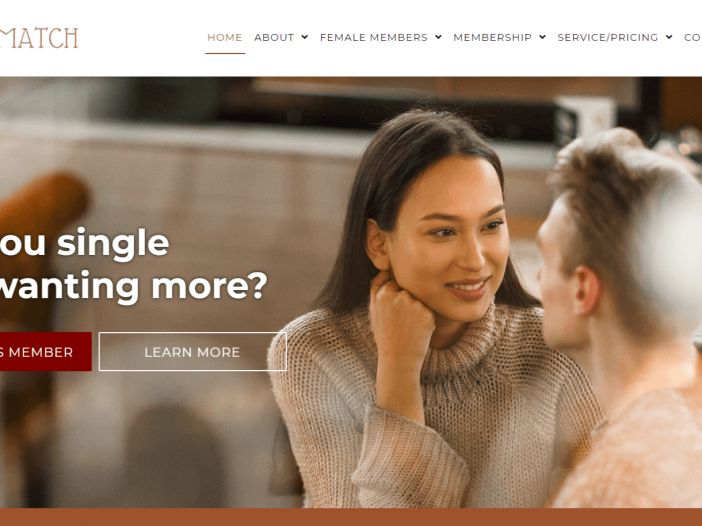 MATCH
HOME ABOUT FEMALE MEMBERS MEMBERSHIP SERVICE/PRICING CO
ou single
wanting more?
S MEMBER
LEARN MORE